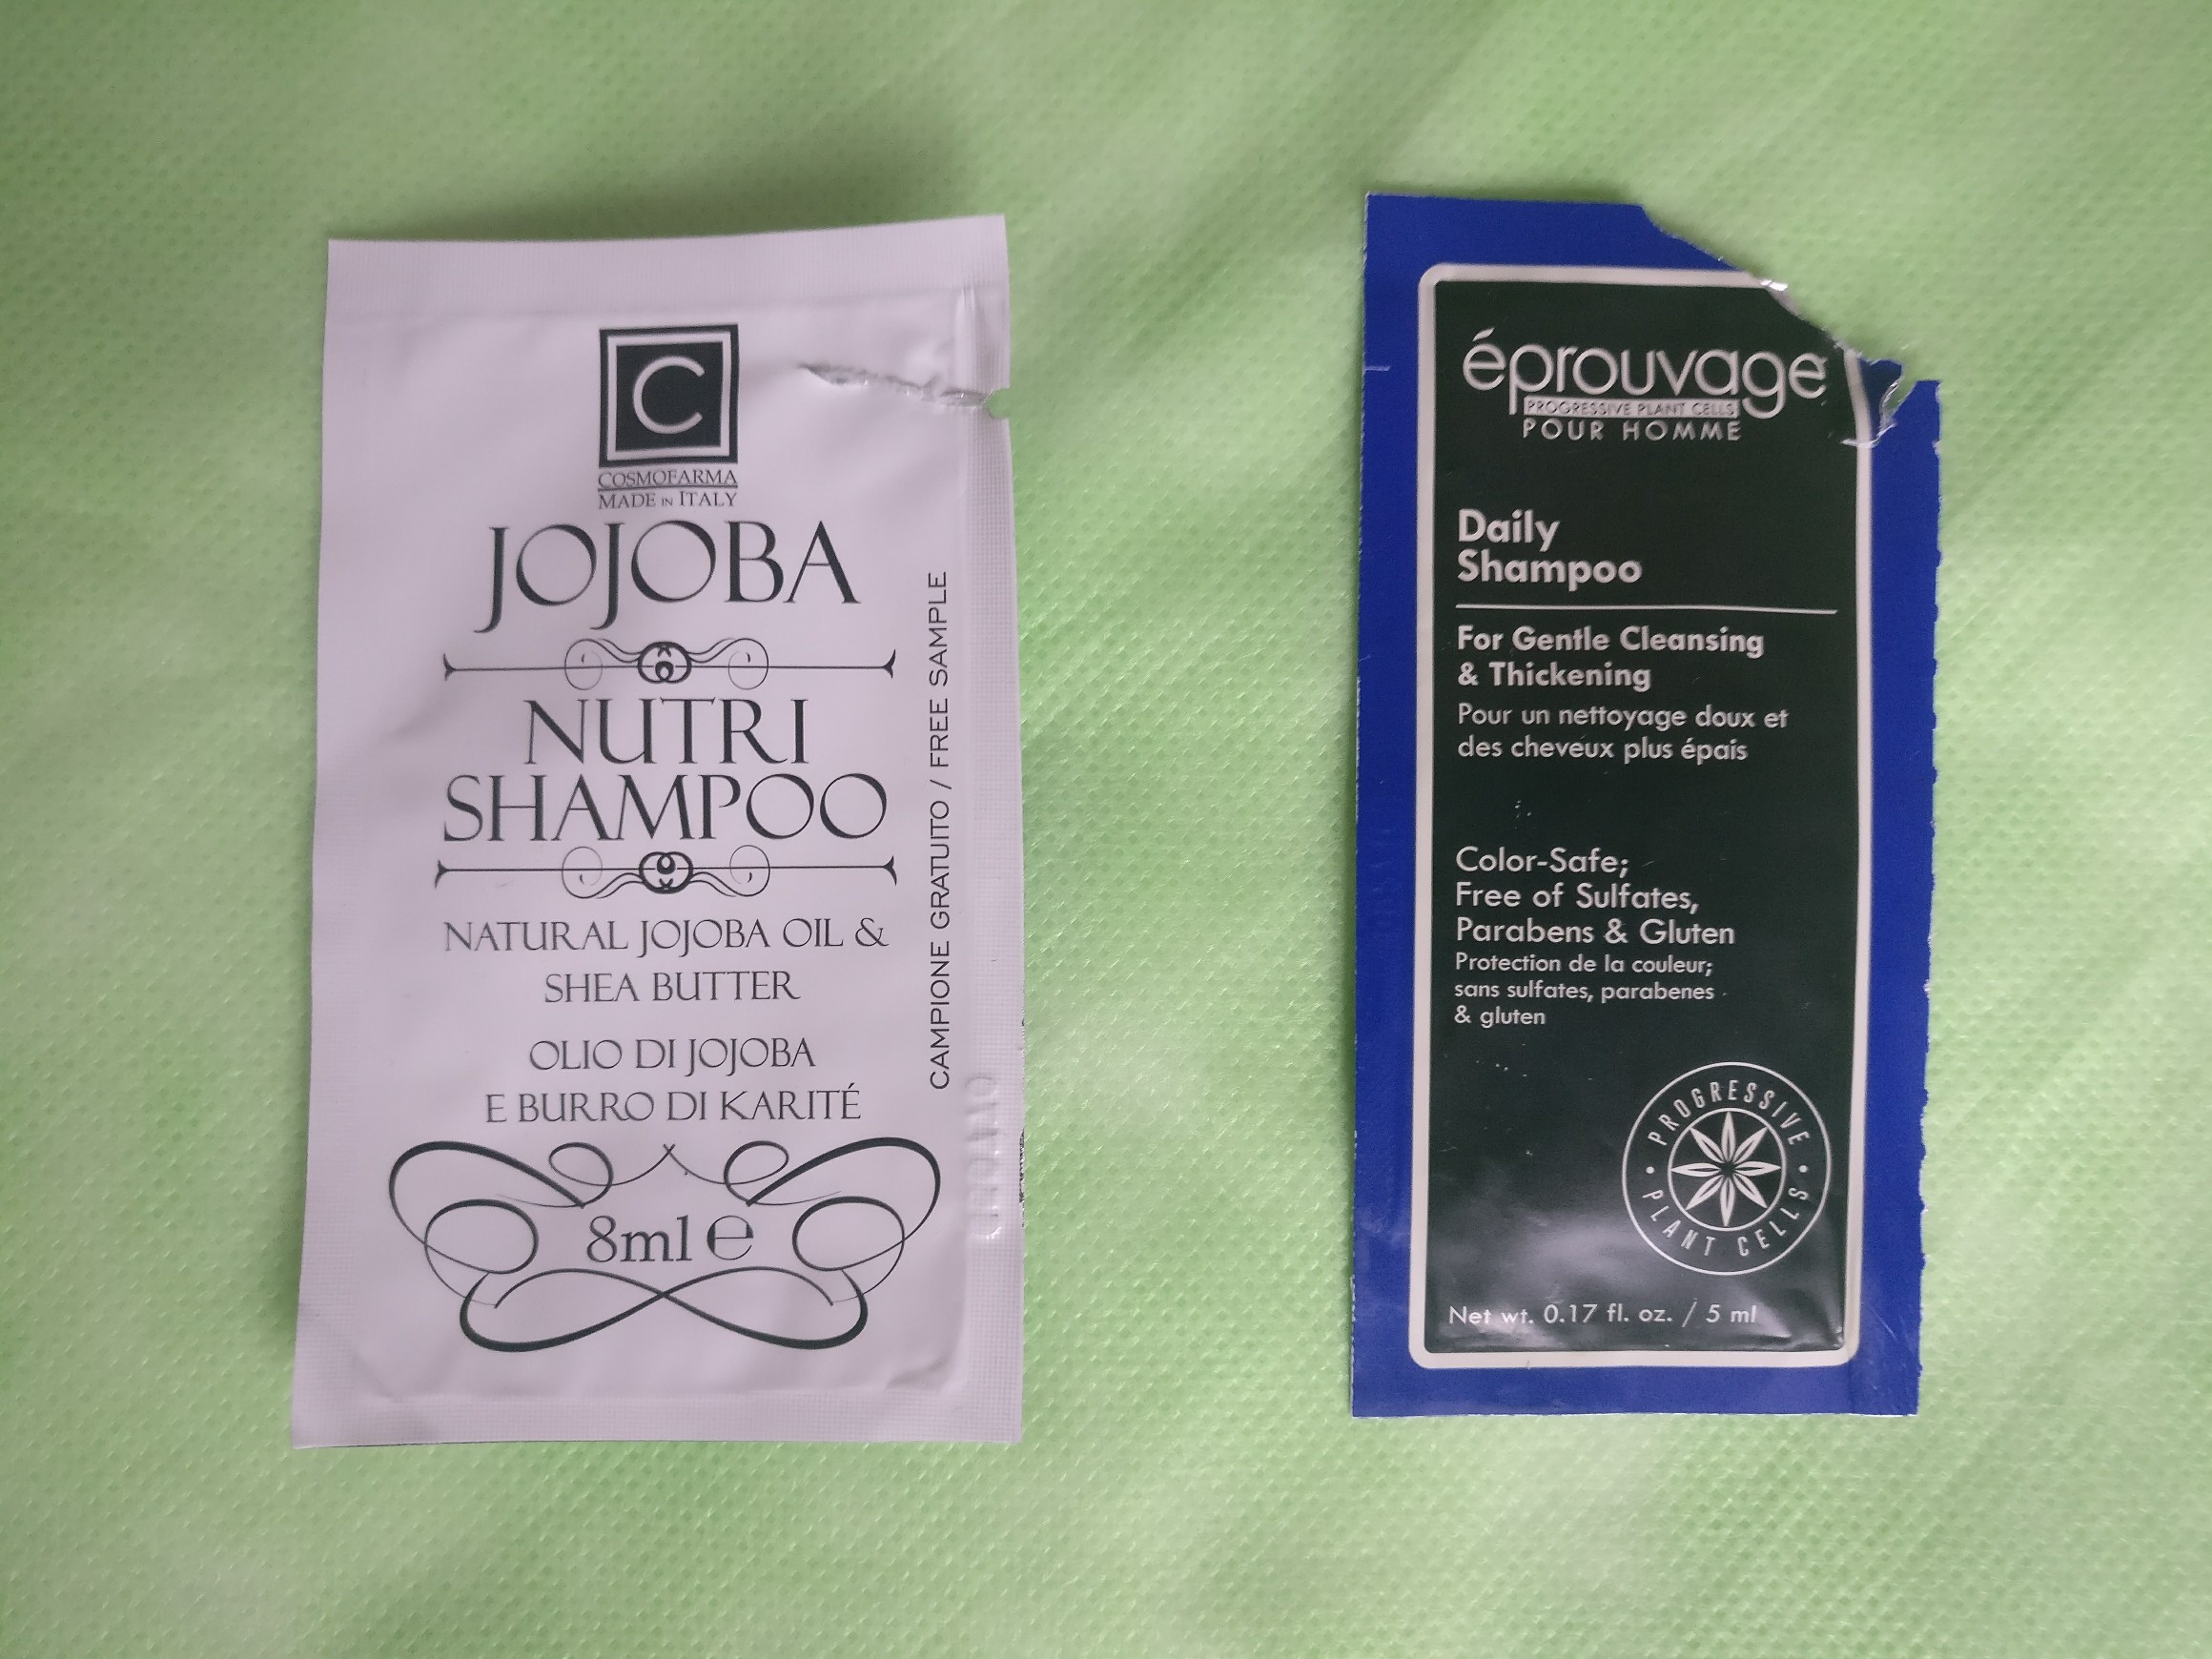 C
COSMOFARMA
MADE IN ITALY
JOJOBA
NUTRI
SHAMPOO
NATURAL JOJOBA OIL &
SHEA BUTTER
OLIO DI JOJOBA
E BURRO DI KARITÉ
8ml e
CAMPIONE GRATUITO / FREE SAMPLE
éprouvage
PROGRESSIVE PLANT CELLS
POUR HOMME
Daily
Shampoo
For Gentle Cleansing
& Thickening
Pour un nettoyage doux et
des cheveux plus épais
Color-Safe;
Free of Sulfates,
Parabens & Gluten
Protection de la couleur;
sans sulfates, parabenes
& gluten
PROGRESSIVE
PLANT CELLS
Net wt. 0.17 fl. oz. / 5 ml